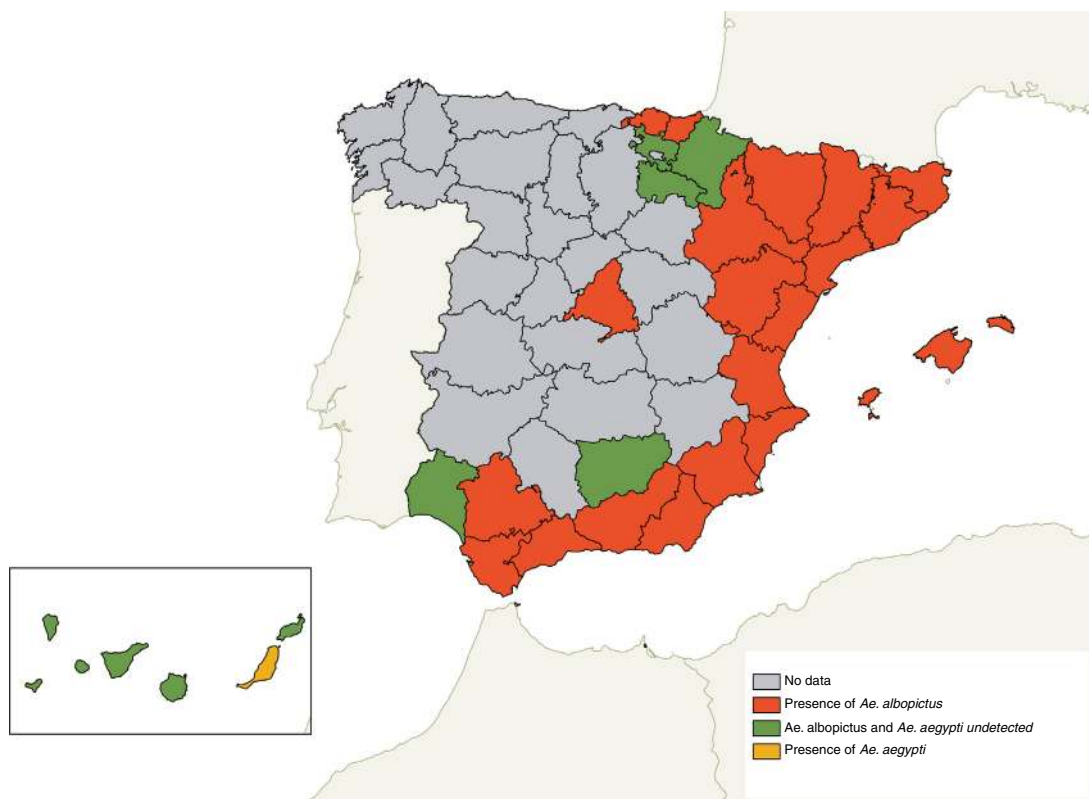 No data
Presence of Ae. albopictus
Ae. albopictus and Ae. aegypti undetected
Presence of Ae. aegypti